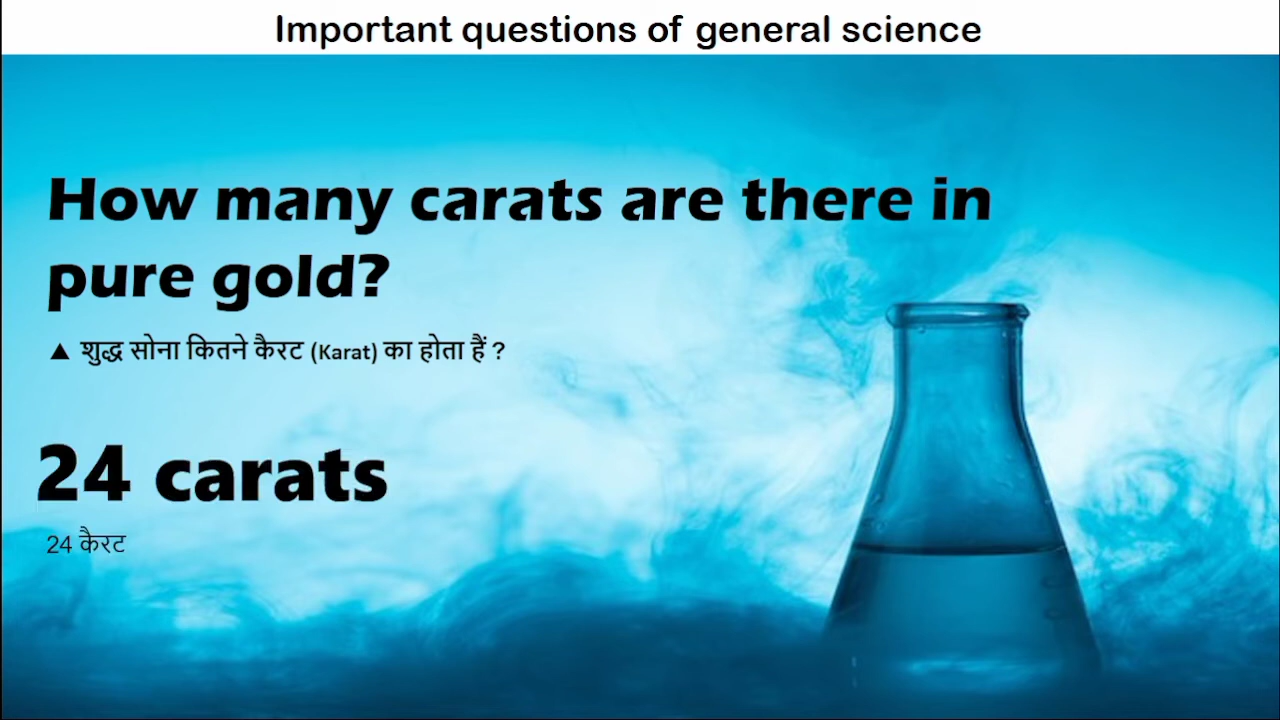 Important questions of general science
How many carats are there in
pure gold?
▲ शुद्ध सोना कितने कैरट (Karat) का होता हैं ?
24 carats
24 कैरट